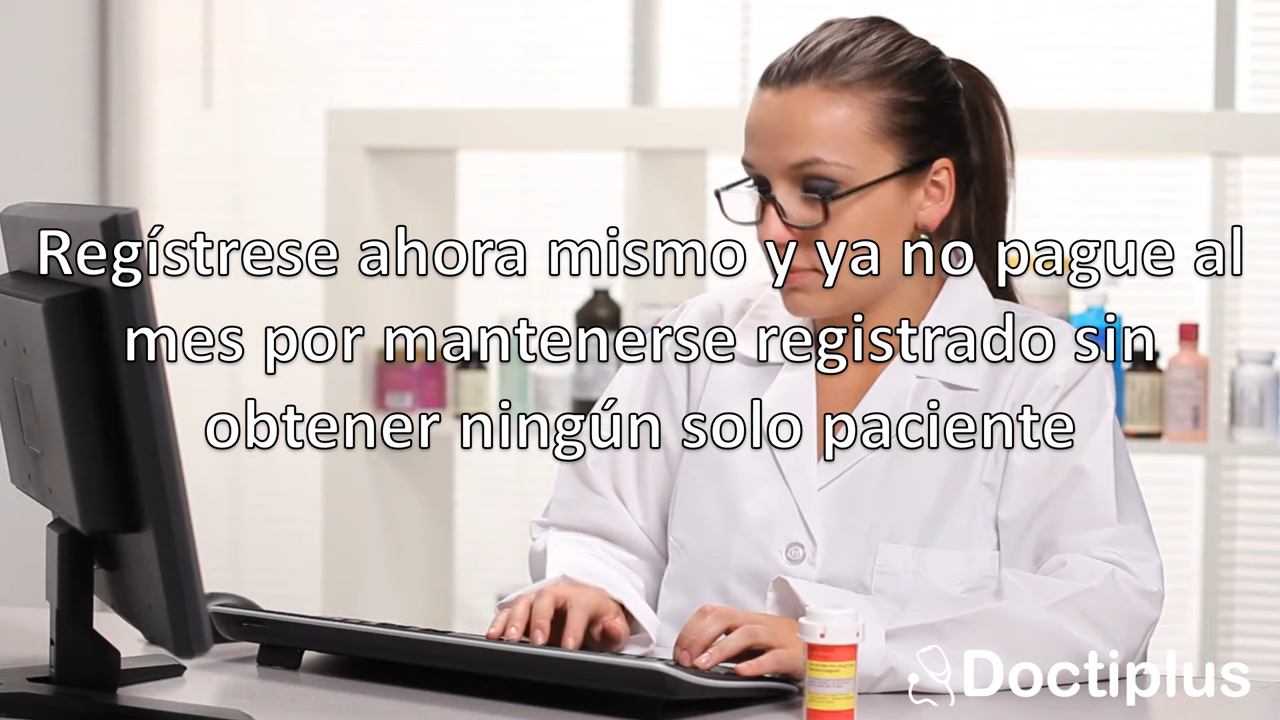 Regístrese ahora mismo y ya no pague al
mes por mantenerse registrado sin
obtener ningún solo paciente
Doctiplus